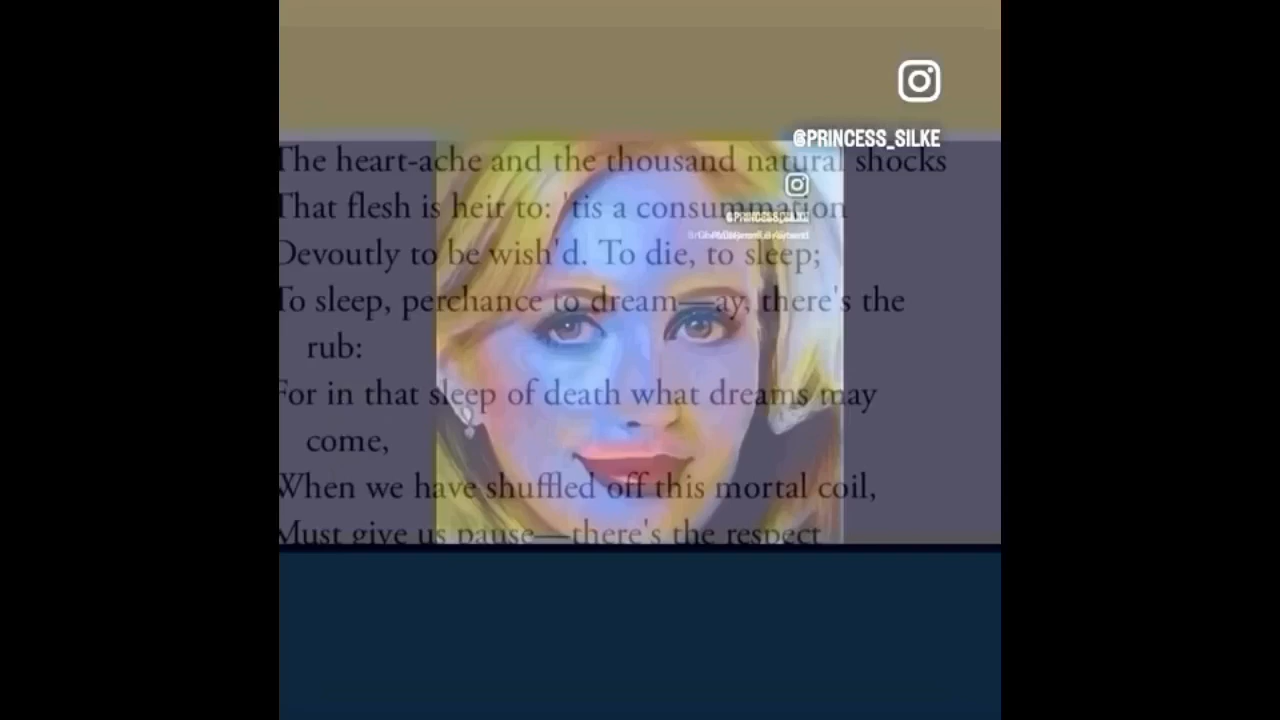 @PRINCESS_SILKE
The heart-ache and the thousand natural shocks
@PRINCESS_SILKE
That flesh is heir to: 'tis a consummation
Devoutly to be wish'd. To die, to sleep;
To sleep, perchance to dream—ay, there's the
rub:
For in that sleep of death what dreams may
come,
When we have shuffled off this mortal coil,
Must give us pause—there's the respect